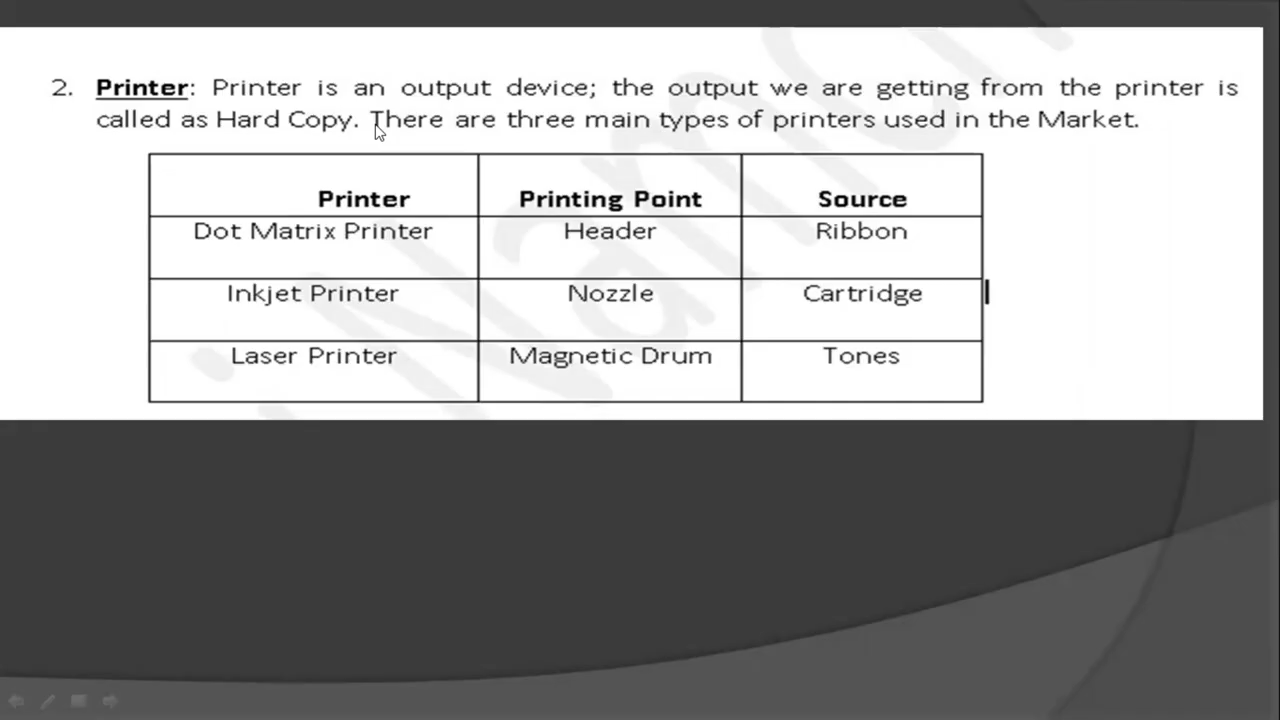 2. Printer: Printer is an output device; the output we are getting from the printer is
called as Hard Copy. There are three main types of printers used in the Market.
Printer Printing Point Source
Dot Matrix Printer Header Ribbon
Inkjet Printer Nozzle Cartridge
Laser Printer Magnetic Drum Tones